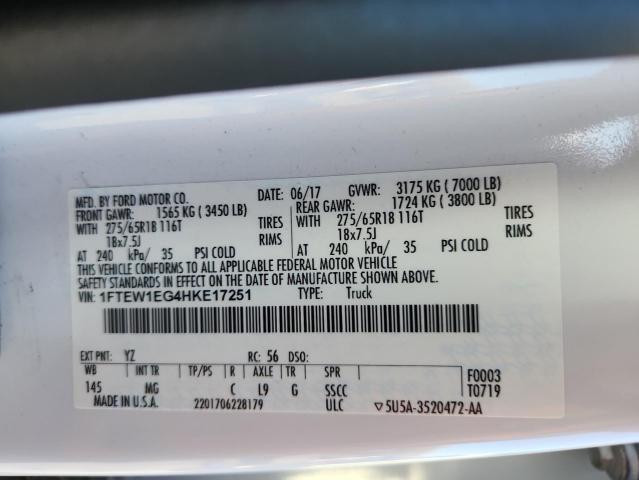 MFD. BY FORD MOTOR CO. DATE: 06/17 GVWR: 3175 KG (7000 LB)
FRONT GAWR: 1565 KG (3450 LB) REAR GAWR: 1724 KG (3800 LB)
WITH 275/65R18 116T TIRES WITH 275/65R18 116T TIRES
18x7.5J RIMS 18x7.5J RIMS
AT 240 kPa/ 35 PSI COLD AT 240 kPa/ 35 PSI COLD
THIS VEHICLE CONFORMS TO ALL APPLICABLE FEDERAL MOTOR VEHICLE
SAFETY STANDARDS IN EFFECT ON THE DATE OF MANUFACTURE SHOWN ABOVE.
VIN: 1FTEW1EG4HKE17251 TYPE: Truck
EXT PNT: YZ RC: 56 DSO:
WB INT TR TP/PS R AXLE TR SPR F0003
145 MG C L9 G SSCC T0719
MADE IN U.S.A. 2201706228179 ULC ▽5U5A-3520472-AA